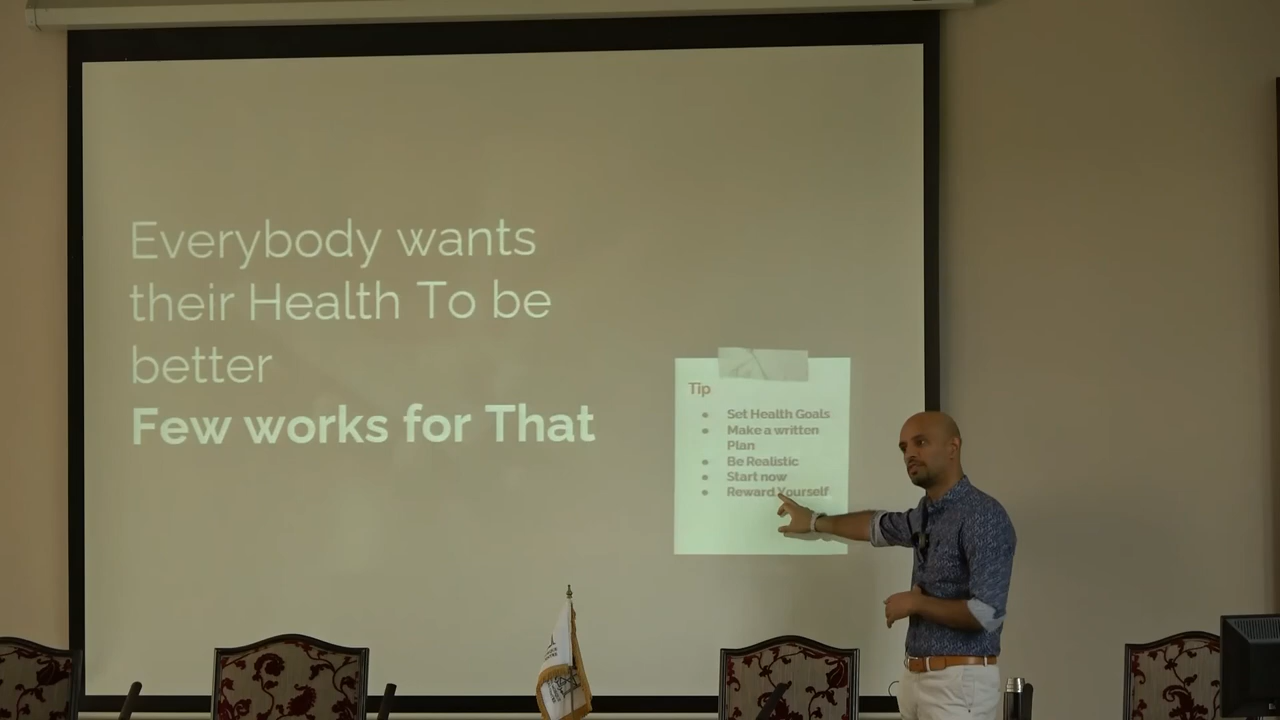 Everybody wants
their Health To be
better
Few works for That
Tip
● Set Health Goals
● Make a written
Plan
● Be Realistic
● Start now
● Reward Yourself